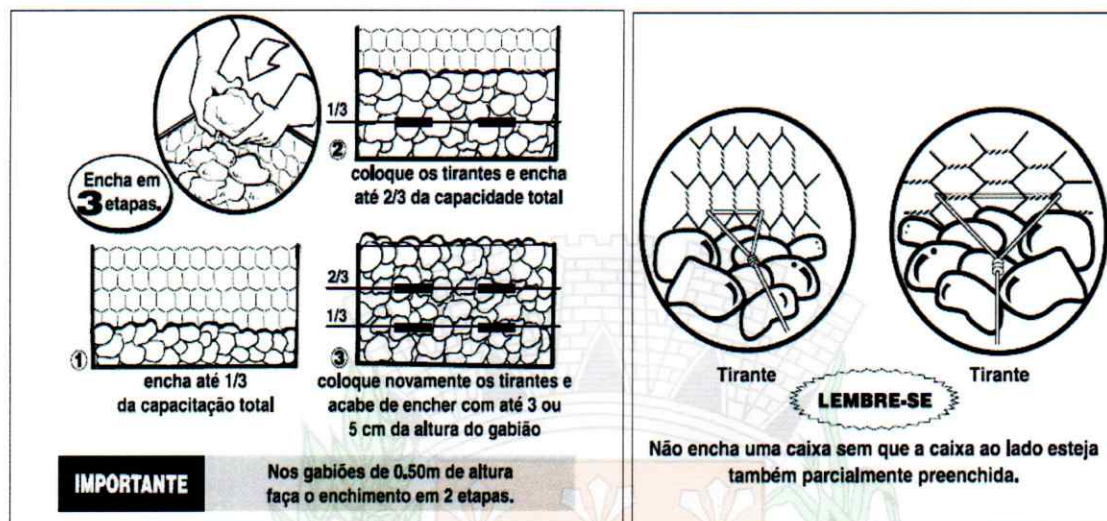 Encha em
3 etapas.
①
encha até 1/3
da capacitação total
1/3
②
coloque os tirantes e encha
até 2/3 da capacidade total
2/3
1/3
③
coloque novamente os tirantes e
acabe de encher com até 3 ou
5 cm da altura do gabião
IMPORTANTE
Nos gabiões de 0.50m de altura
faça o enchimento em 2 etapas.
Tirante
Tirante
LEMBRE-SE
Não encha uma caixa sem que a caixa ao lado esteja
também parcialmente preenchida.